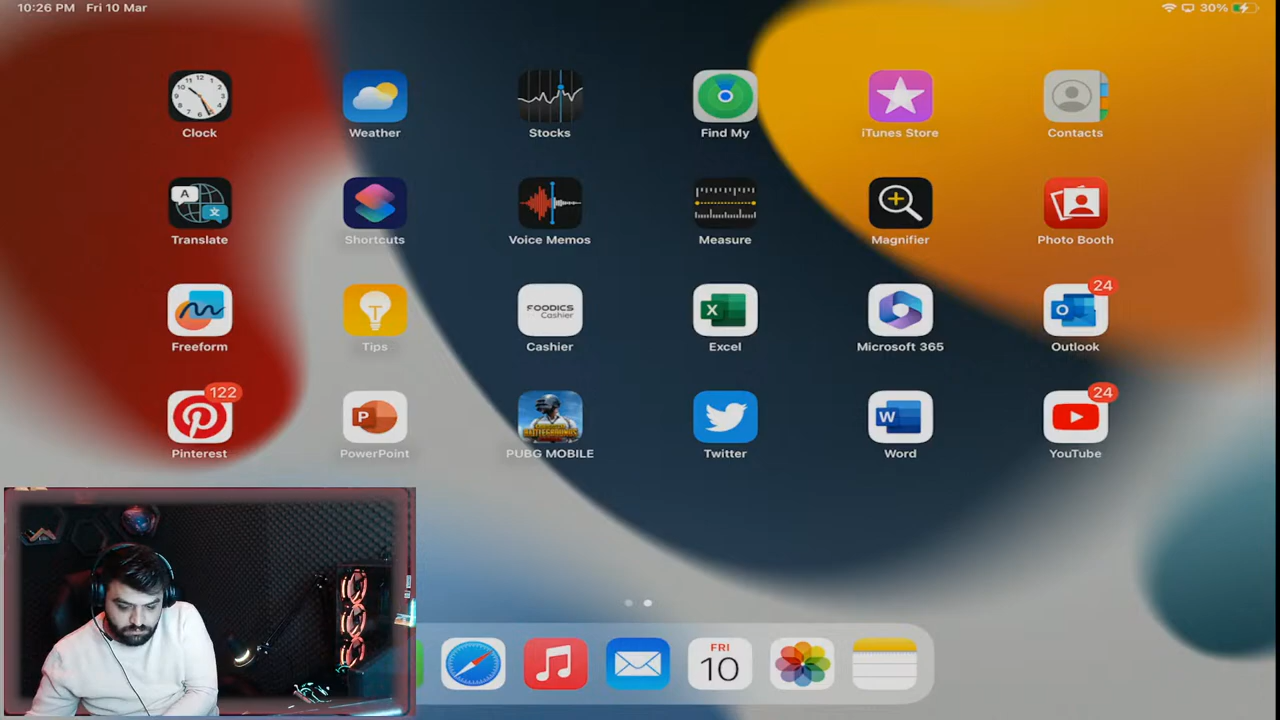 10:26 PM Fri 10 Mar
30%
Clock
Weather
Stocks
Find My
iTunes Store
Contacts
Translate
Shortcuts
Voice Memos
Measure
Magnifier
Photo Booth
FOODICS
Cashier
24
Freeform
Tips
Cashier
Excel
Microsoft 365
Outlook
122
24
Pinterest
PowerPoint
PUBG MOBILE
Twitter
Word
YouTube
FRI
10